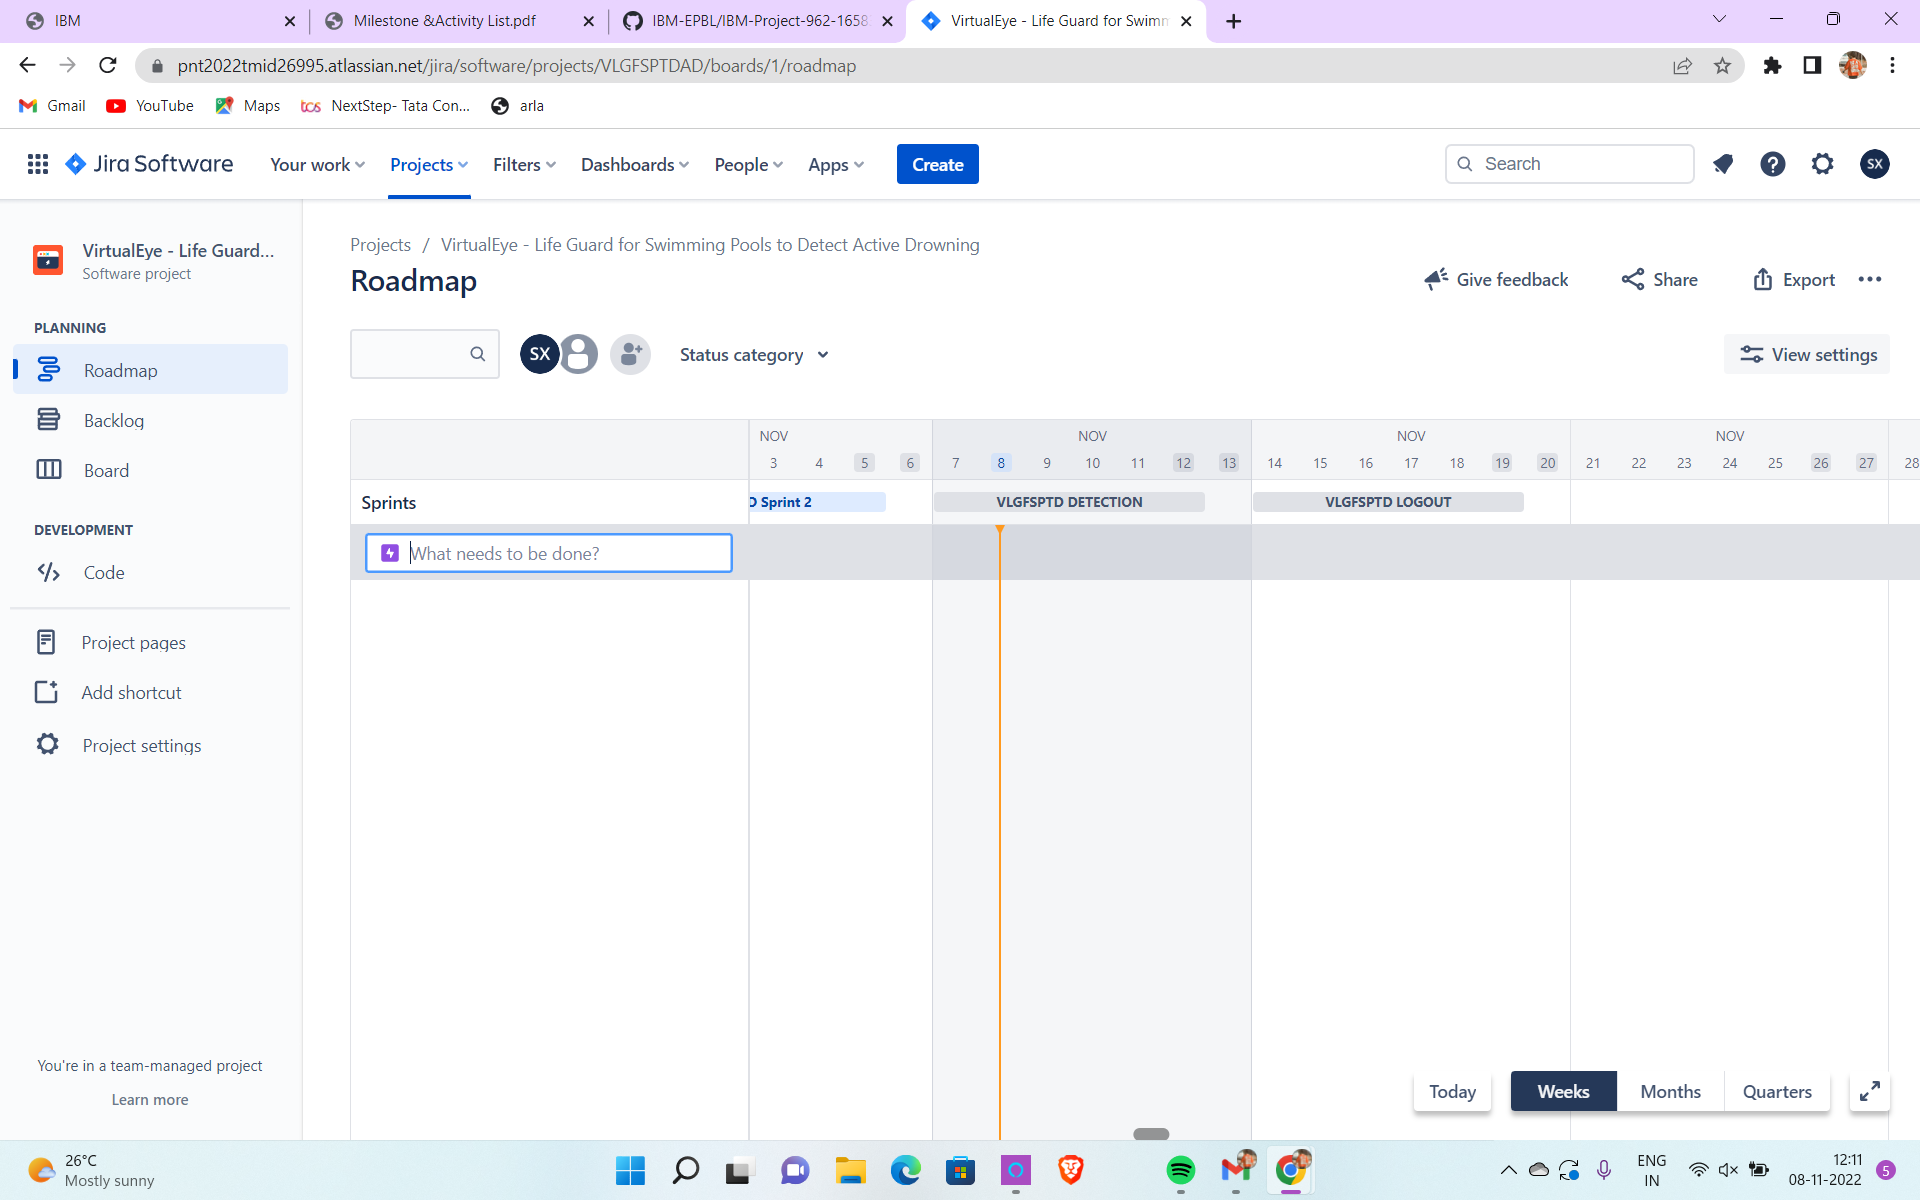 IBM
Milestone &Activity List.pdf
IBM-EPBL/IBM-Project-962-1658
VirtualEye - Life Guard for Swimm
pnt2022tmid26995.atlassian.net/jira/software/projects/VLGFSPTDAD/boards/1/roadmap
Gmail
YouTube
Maps
tcs
NextStep- Tata Con...
arla
Jira Software
Your work
Projects
Filters
Dashboards
People
Apps
Create
Search
SX
VirtualEye - Life Guard...
Software project
PLANNING
Roadmap
Backlog
Board
DEVELOPMENT
Code
Project pages
Add shortcut
Project settings
You're in a team-managed project
Learn more
Projects / VirtualEye - Life Guard for Swimming Pools to Detect Active Drowning
Roadmap
Give feedback
Share
Export
SX
Status category
View settings
NOV NOV NOV NOV
3 4 5 6 7 8 9 10 11 12 13 14 15 16 17 18 19 20 21 22 23 24 25 26 27 28
Sprints
Sprint 2
VLGFSPTD DETECTION
VLGFSPTD LOGOUT
What needs to be done?
Today
Weeks
Months
Quarters
26°C
Mostly sunny
ENG
IN
12:11
08-11-2022
5